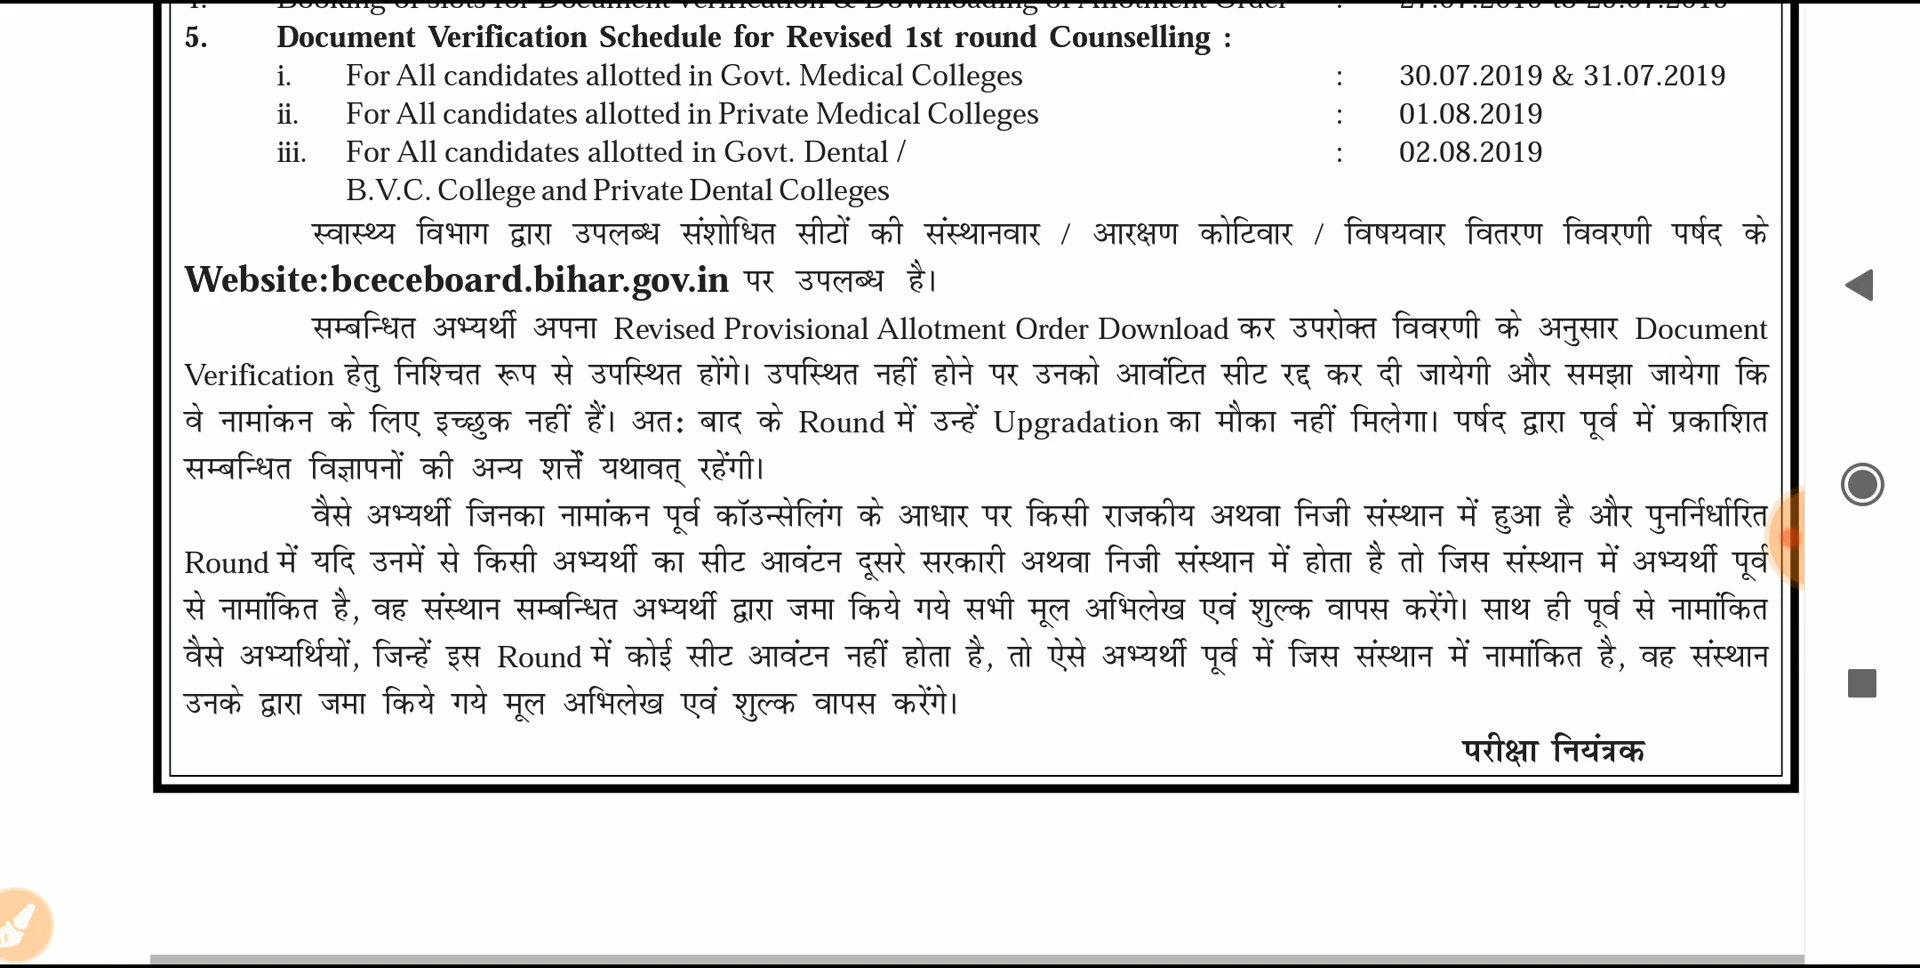 5. Document Verification Schedule for Revised 1st round Counselling :
i. For All candidates allotted in Govt. Medical Colleges : 30.07.2019 & 31.07.2019
ii. For All candidates allotted in Private Medical Colleges : 01.08.2019
iii. For All candidates allotted in Govt. Dental / : 02.08.2019
B.V.C. College and Private Dental Colleges
स्वास्थ्य विभाग द्वारा उपलब्ध संशोधित सीटों की संस्थानवार / आरक्षण कोटिवार / विषयवार वितरण विवरणी पर्षद के
Website:bceceboard.bihar.gov.in पर उपलब्ध है।
सम्बन्धित अभ्यर्थी अपना Revised Provisional Allotment Order Download कर उपरोक्त विवरणी के अनुसार Document
Verification हेतु निश्चित रूप से उपस्थित होंगे। उपस्थित नहीं होने पर उनको आवंटित सीट रद्द कर दी जायेगी और समझा जायेगा कि
वे नामांकन के लिए इच्छुक नहीं हैं। अत: बाद के Round में उन्हें Upgradation का मौका नहीं मिलेगा। पर्षद द्वारा पूर्व में प्रकाशित
सम्बन्धित विज्ञापनों की अन्य शर्त्तें यथावत् रहेंगी।
वैसे अभ्यर्थी जिनका नामांकन पूर्व कॉउन्सेलिंग के आधार पर किसी राजकीय अथवा निजी संस्थान में हुआ है और पुनर्निर्धारित
Round में यदि उनमें से किसी अभ्यर्थी का सीट आवंटन दूसरे सरकारी अथवा निजी संस्थान में होता है तो जिस संस्थान में अभ्यर्थी पूर्व
से नामांकित है, वह संस्थान सम्बन्धित अभ्यर्थी द्वारा जमा किये गये सभी मूल अभिलेख एवं शुल्क वापस करेंगे। साथ ही पूर्व से नामांकित
वैसे अभ्यर्थियों, जिन्हें इस Round में कोई सीट आवंटन नहीं होता है, तो ऐसे अभ्यर्थी पूर्व में जिस संस्थान में नामांकित है, वह संस्थान
उनके द्वारा जमा किये गये मूल अभिलेख एवं शुल्क वापस करेंगे।
परीक्षा नियंत्रक